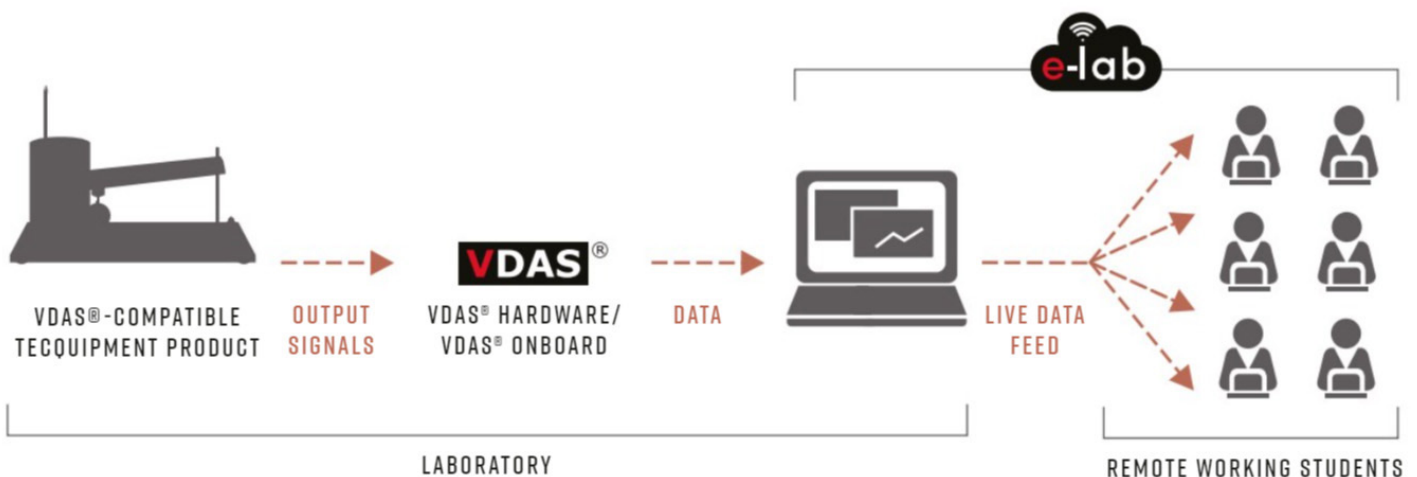 e-lab
VDAS®
VDAS®-COMPATIBLE
TECQUIPMENT PRODUCT
OUTPUT
SIGNALS
VDAS® HARDWARE/
VDAS® ONBOARD
DATA
LIVE DATA
FEED
LABORATORY
REMOTE WORKING STUDENTS